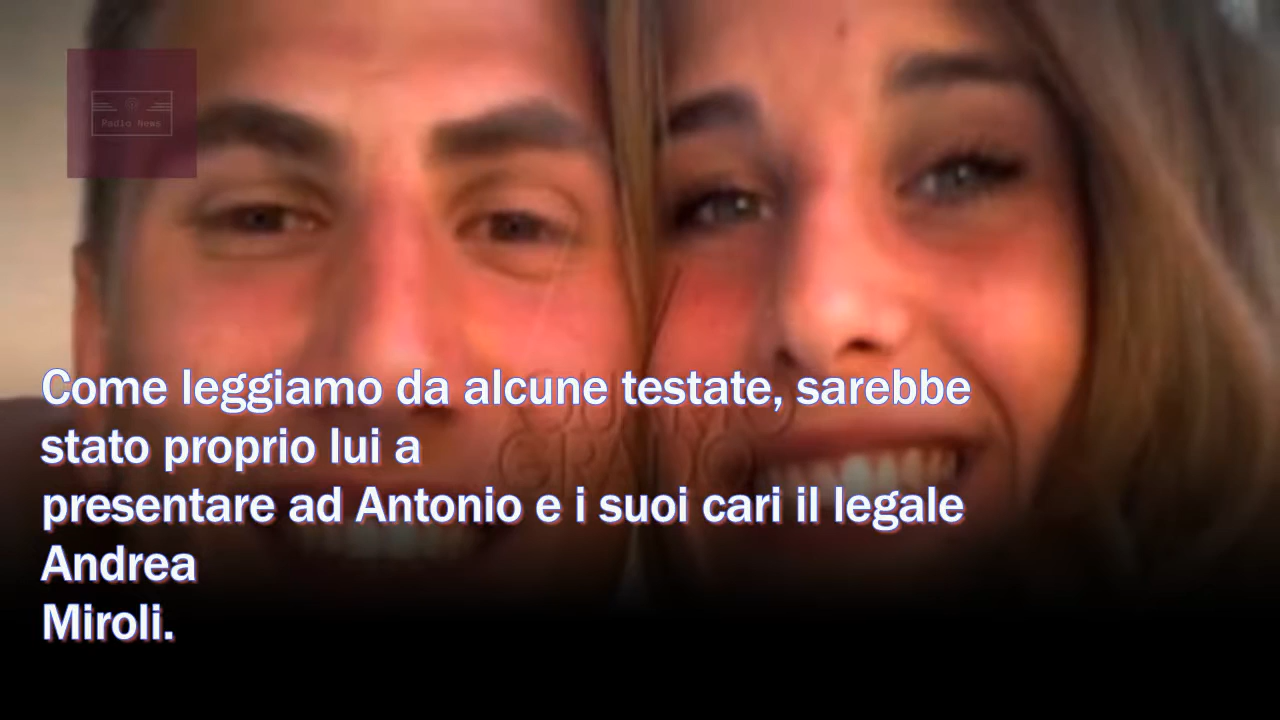 Radio News
Come leggiamo da alcune testate, sarebbe
stato proprio lui a
presentare ad Antonio e i suoi cari il legale
Andrea
Miroli.